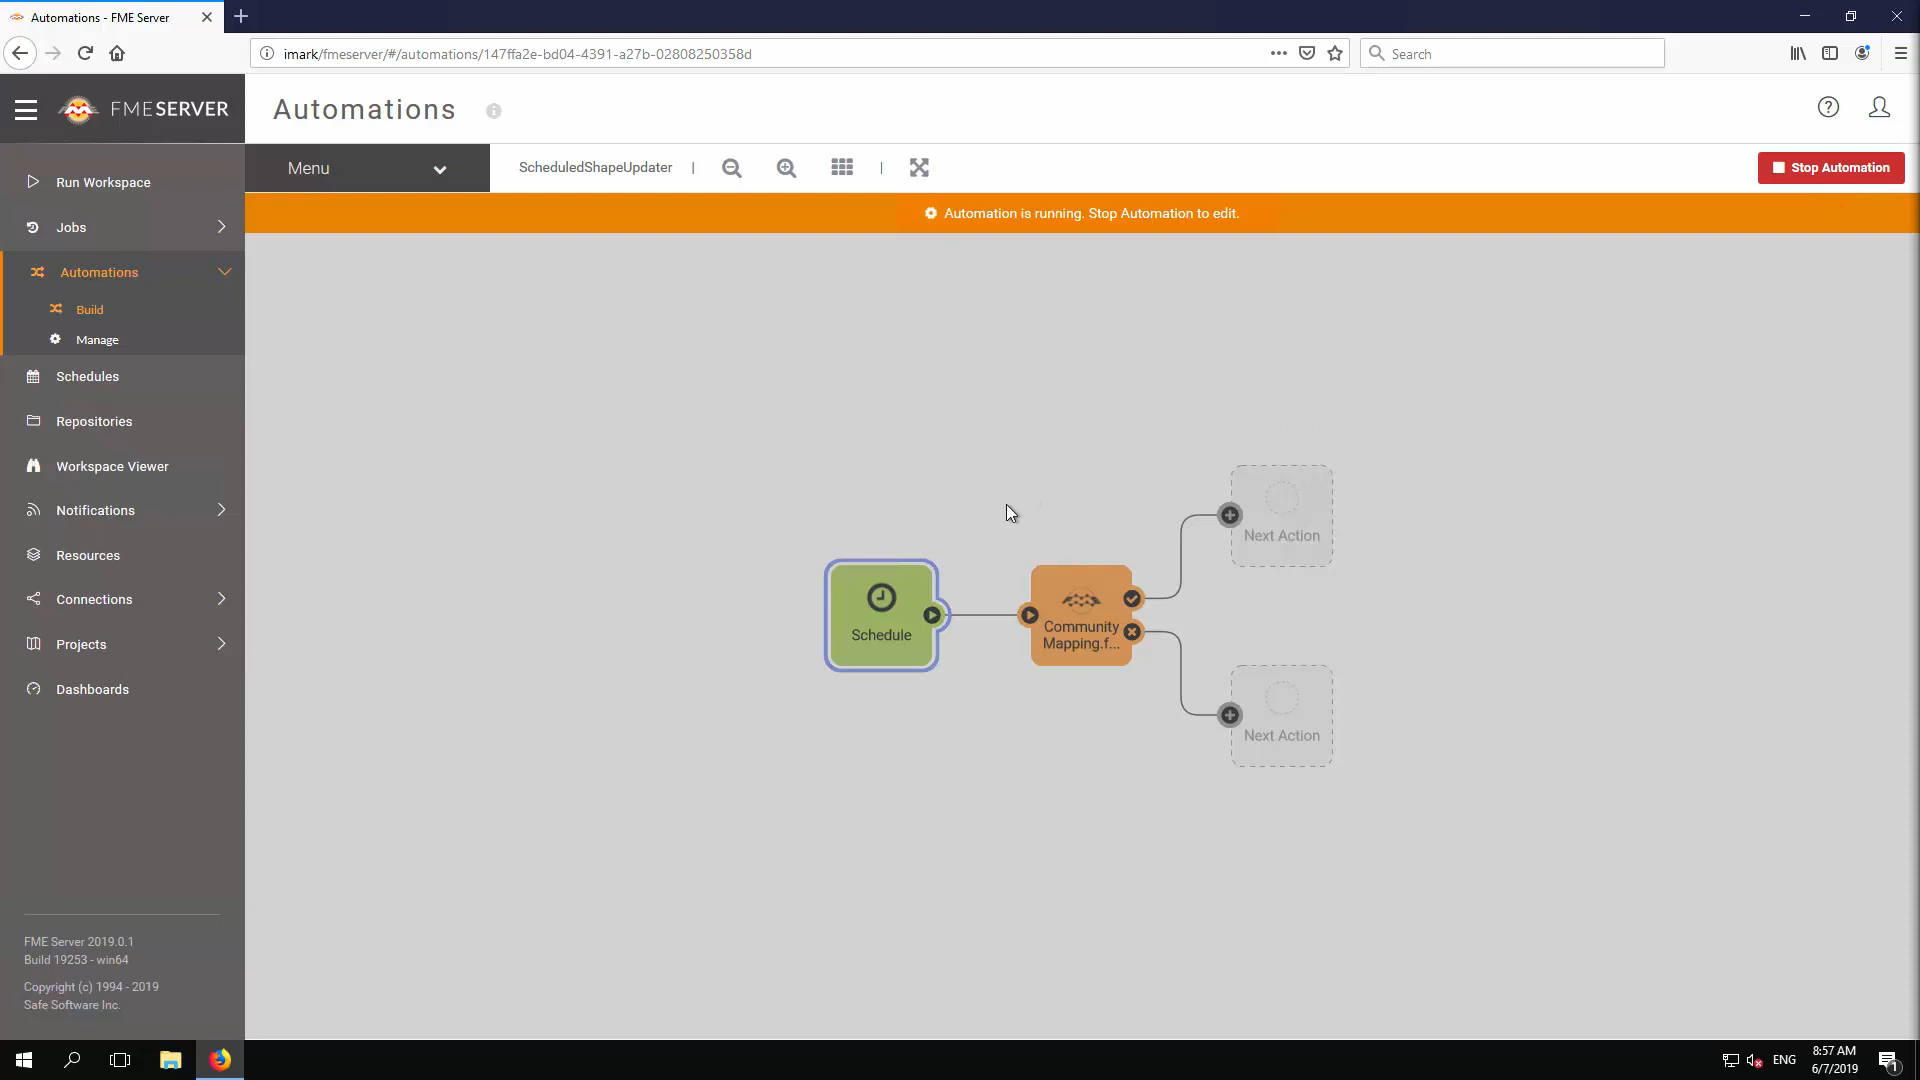 Automations - FME Server
imark/fmeserver/#/automations/147ffa2e-bd04-4391-a27b-02808250358d
Search
FMESERVER
Automations
Menu
ScheduledShapeUpdater
Stop Automation
Automation is running. Stop Automation to edit.
Run Workspace
Jobs
Automations
Build
Manage
Schedules
Repositories
Workspace Viewer
Notifications
Resources
Connections
Projects
Dashboards
Schedule
Community
Mapping.f...
Next Action
Next Action
FME Server 2019.0.1
Build 19253 - win64
Copyright (c) 1994 - 2019
Safe Software Inc.
ENG
8:57 AM
6/7/2019
1